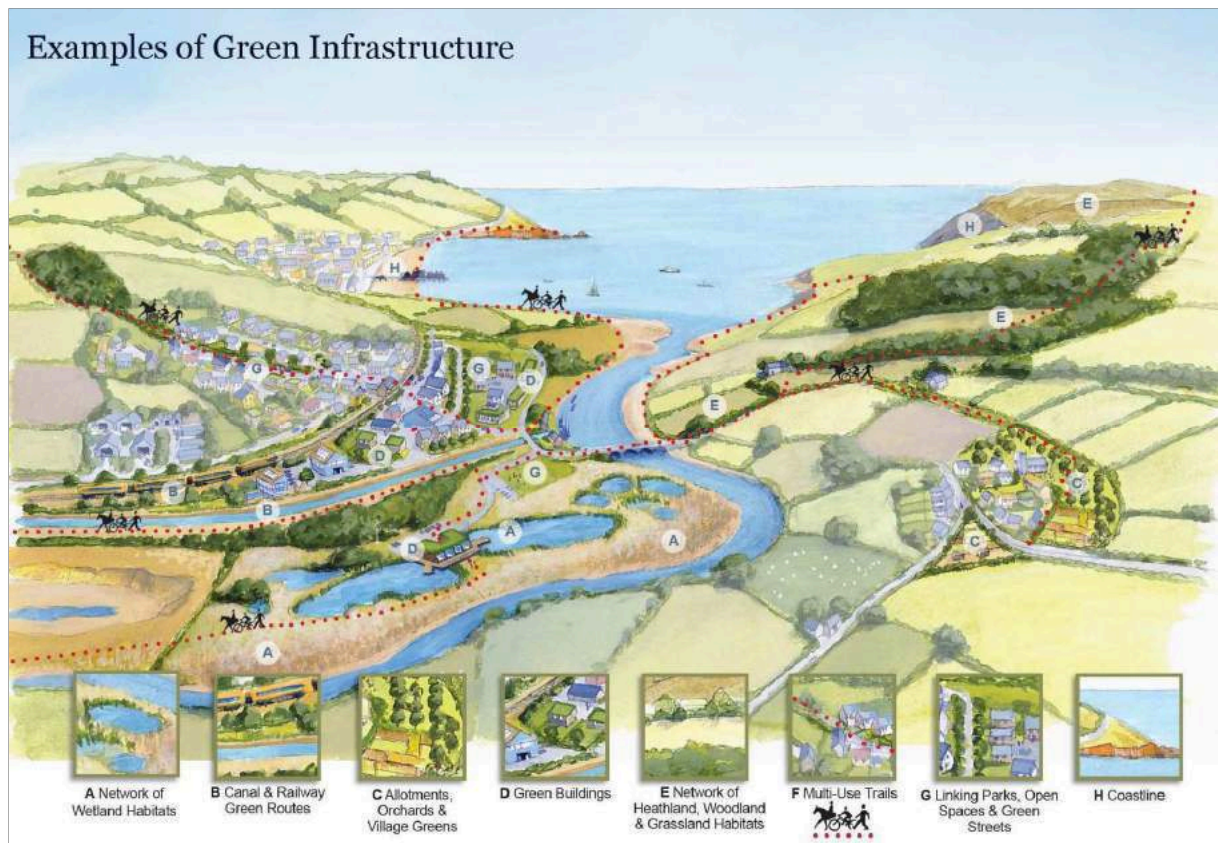 Examples of Green Infrastructure
E
H
H
E
G
G
D
E
D
C
B
G
B
A
A
D
C
A
A Network of
Wetland Habitats
B Canal & Railway
Green Routes
C Allotments,
Orchards &
Village Greens
D Green Buildings
E Network of
Heathland, Woodland
& Grassland Habitats
F Multi-Use Trails
G Linking Parks, Open
Spaces & Green
Streets
H Coastline